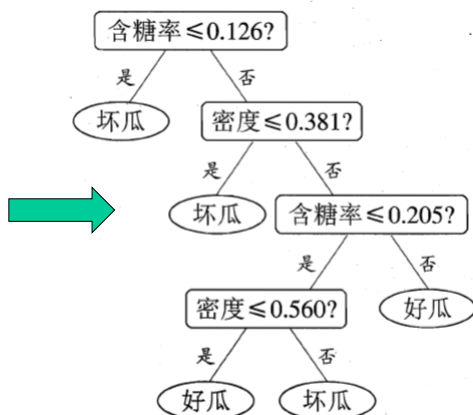 含糖率≤0.126?
是 否
坏瓜 密度≤0.381?
是 否
坏瓜 含糖率≤0.205?
是 否
密度≤0.560? 好瓜
是 否
好瓜 坏瓜